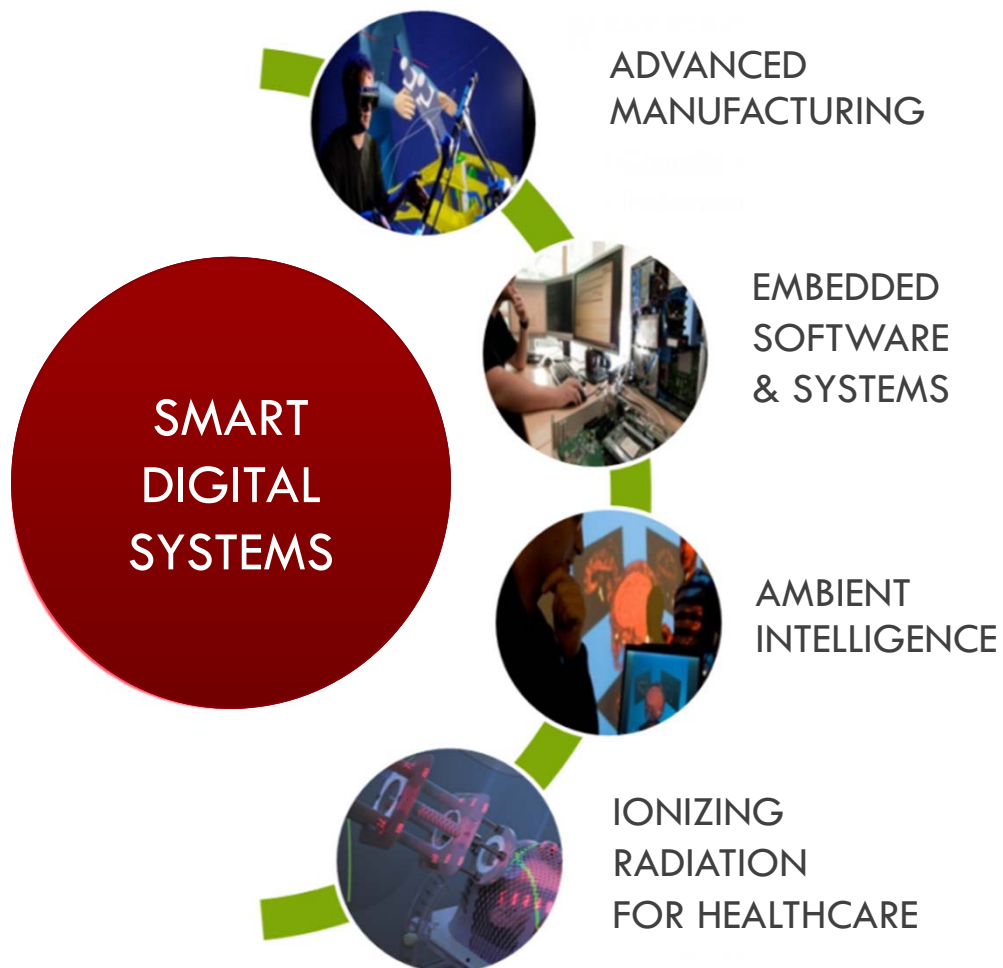 ADVANCED
MANUFACTURING
EMBEDDED
SOFTWARE
& SYSTEMS
SMART
DIGITAL
SYSTEMS
AMBIENT
INTELLIGENCE
IONIZING
RADIATION
FOR HEALTHCARE